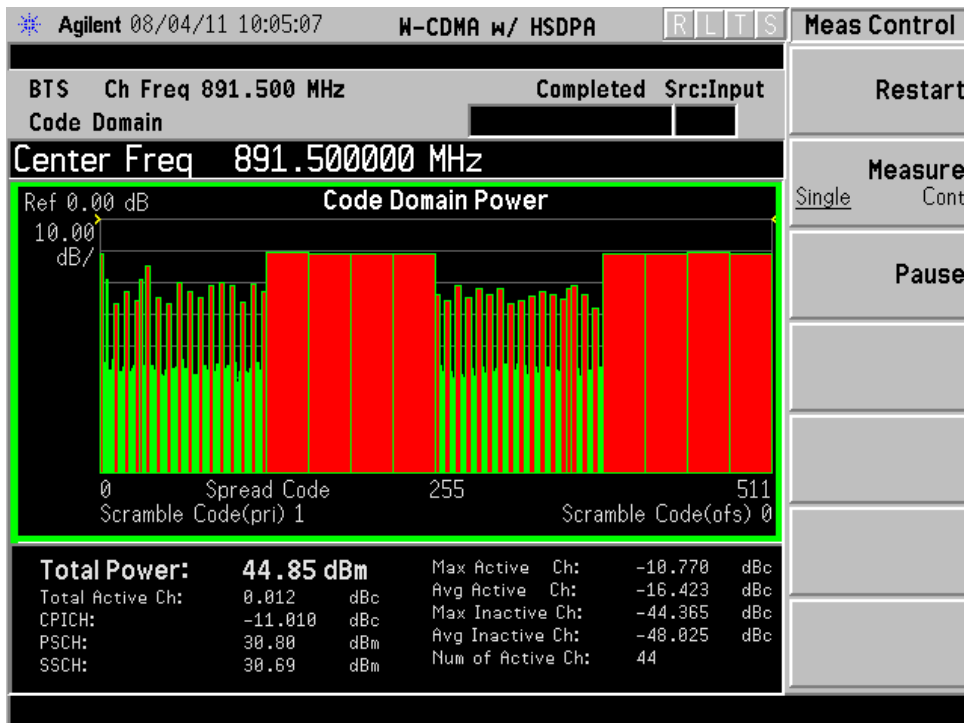 Agilent 08/04/11 10:05:07 W-CDMA w/ HSDPA R L T S Meas Control
BTS Ch Freq 891.500 MHz Completed Src:Input
Code Domain
Restart
Center Freq 891.500000 MHz
Measure
Single Cont
Ref 0.00 dB Code Domain Power
10.00
dB/
Pause
0 Spread Code 255 511
Scramble Code(pri) 1 Scramble Code(ofs) 0
Total Power: 44.85 dBm
Total Active Ch: 0.012 dBc
CPICH: -11.010 dBc
PSCH: 30.80 dBm
SSCH: 30.69 dBm
Max Active Ch: -10.770 dBc
Avg Active Ch: -16.423 dBc
Max Inactive Ch: -44.365 dBc
Avg Inactive Ch: -48.025 dBc
Num of Active Ch: 44